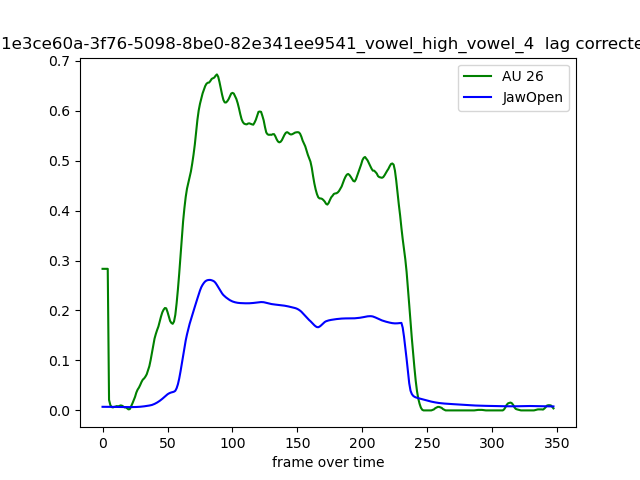 1e3ce60a-3f76-5098-8be0-82e341ee9541_vowel_high_vowel_4 lag correcte
AU 26
JawOpen
0.7
0.6
0.5
0.4
0.3
0.2
0.1
0.0
0 50 100 150 200 250 300 350
frame over time